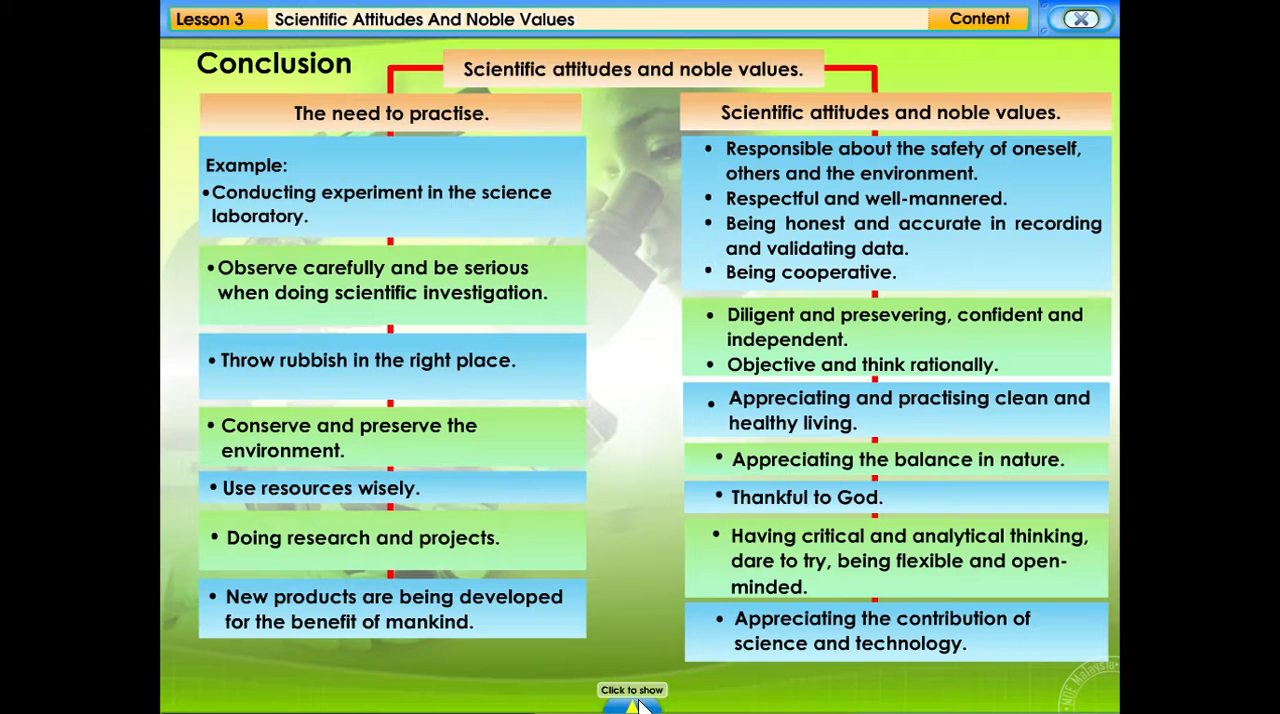 Lesson 3
Scientific Attitudes And Noble Values
Content
Conclusion
Scientific attitudes and noble values.
The need to practise.
Example:
•Conducting experiment in the science
laboratory.
•Observe carefully and be serious
when doing scientific investigation.
• Throw rubbish in the right place.
• Conserve and preserve the
environment.
• Use resources wisely.
• Doing research and projects.
• New products are being developed
for the benefit of mankind.
Scientific attitudes and noble values.
• Responsible about the safety of oneself,
others and the environment.
• Respectful and well-mannered.
• Being honest and accurate in recording
and validating data.
• Being cooperative.
• Diligent and presevering, confident and
independent.
• Objective and think rationally.
• Appreciating and practising clean and
healthy living.
• Appreciating the balance in nature.
• Thankful to God.
• Having critical and analytical thinking,
dare to try, being flexible and open-
minded.
• Appreciating the contribution of
science and technology.
Click to show
MOE Malaysia